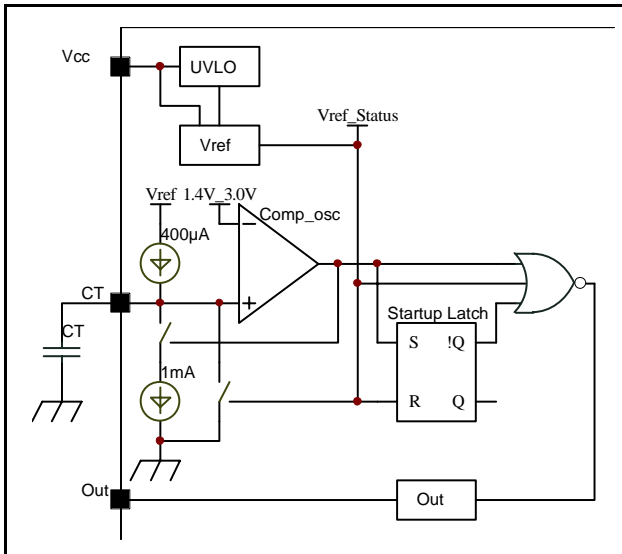 Vcc
UVLO
Vref_Status
Vref
Vref 1.4V_3.0V
Comp_osc
400µA
−
CT
+
Startup Latch
CT
S !Q
1mA
R Q
Out
Out